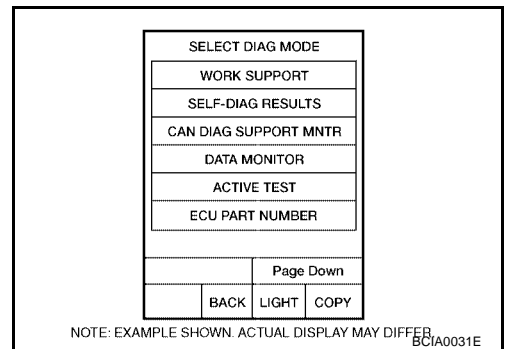 SELECT DIAG MODE
WORK SUPPORT
SELF-DIAG RESULTS
CAN DIAG SUPPORT MNTR
DATA MONITOR
ACTIVE TEST
ECU PART NUMBER
Page Down
BACK LIGHT COPY
NOTE: EXAMPLE SHOWN. ACTUAL DISPLAY MAY DIFFER.
BCIA0031E